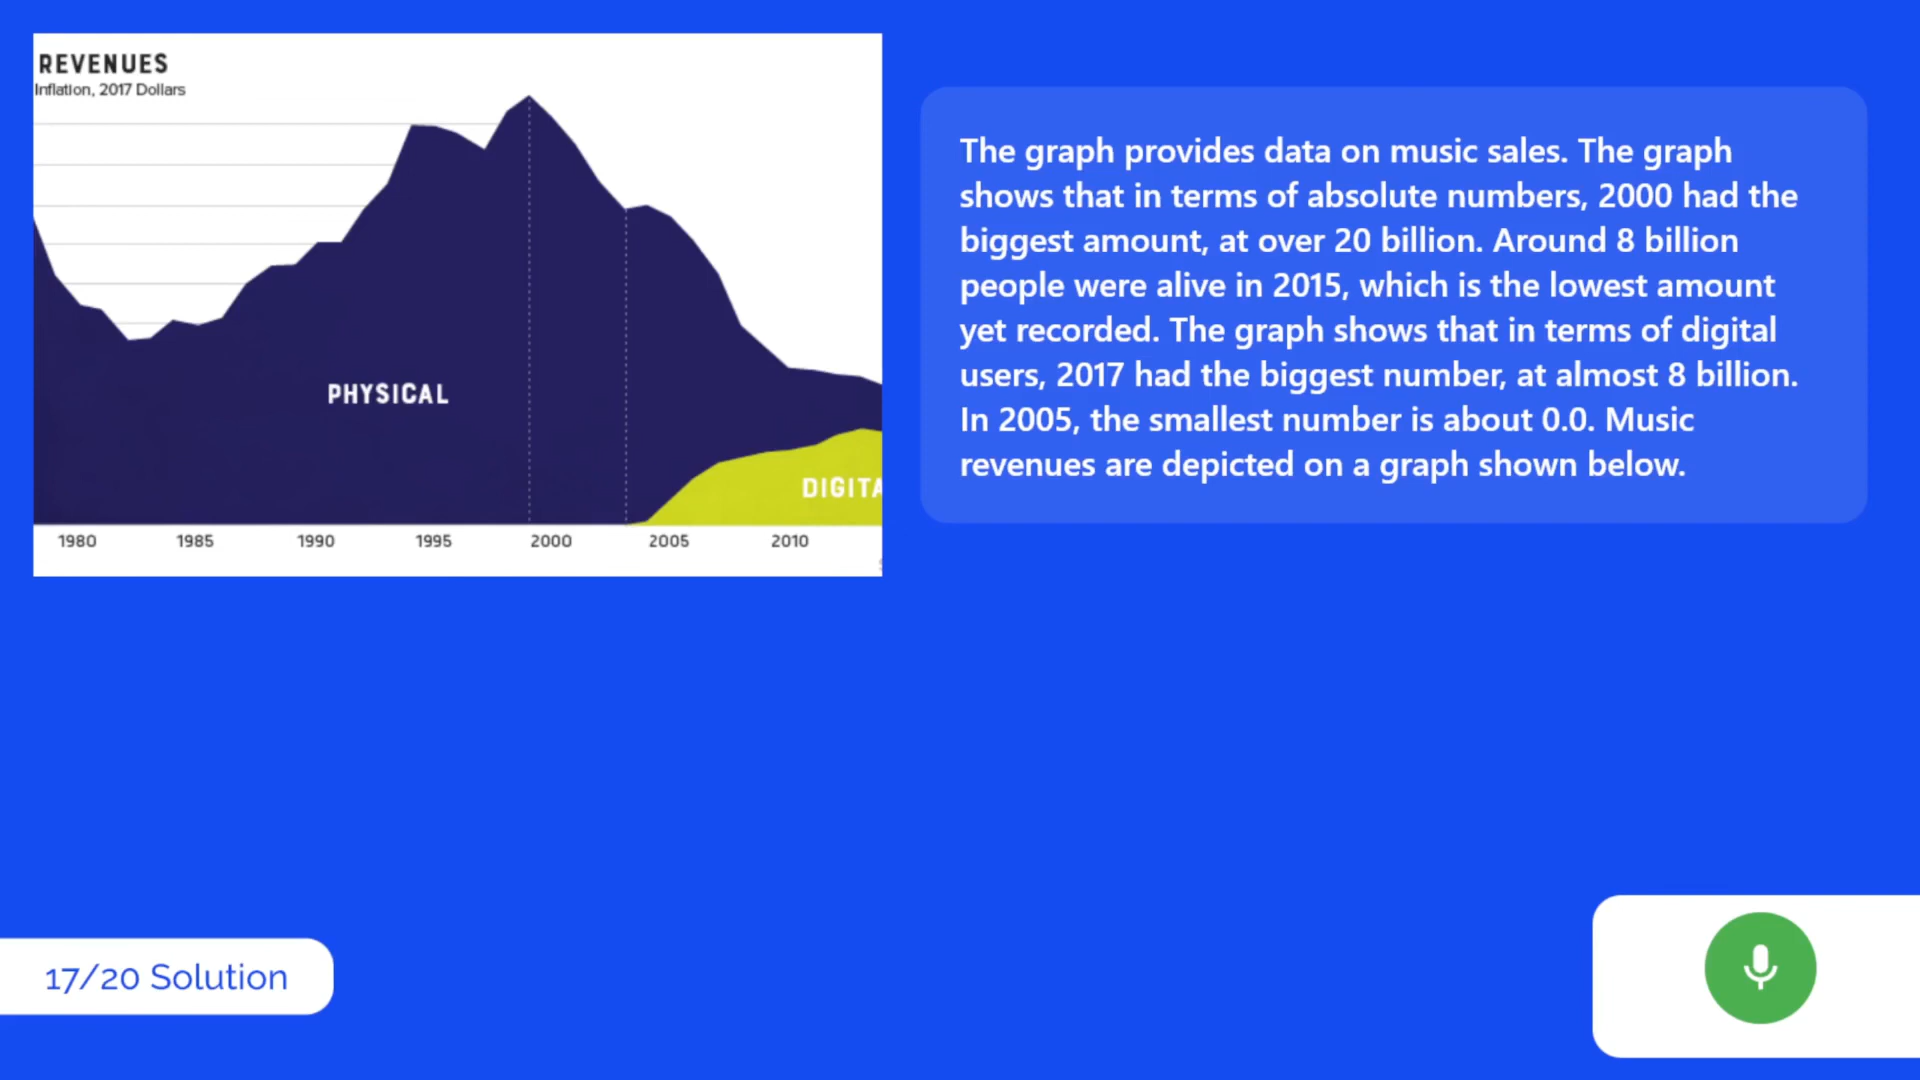 REVENUES
Inflation, 2017 Dollars
PHYSICAL
DIGITA
1980 1985 1990 1995 2000 2005 2010
The graph provides data on music sales. The graph
shows that in terms of absolute numbers, 2000 had the
biggest amount, at over 20 billion. Around 8 billion
people were alive in 2015, which is the lowest amount
yet recorded. The graph shows that in terms of digital
users, 2017 had the biggest number, at almost 8 billion.
In 2005, the smallest number is about 0.0. Music
revenues are depicted on a graph shown below.
17/20 Solution